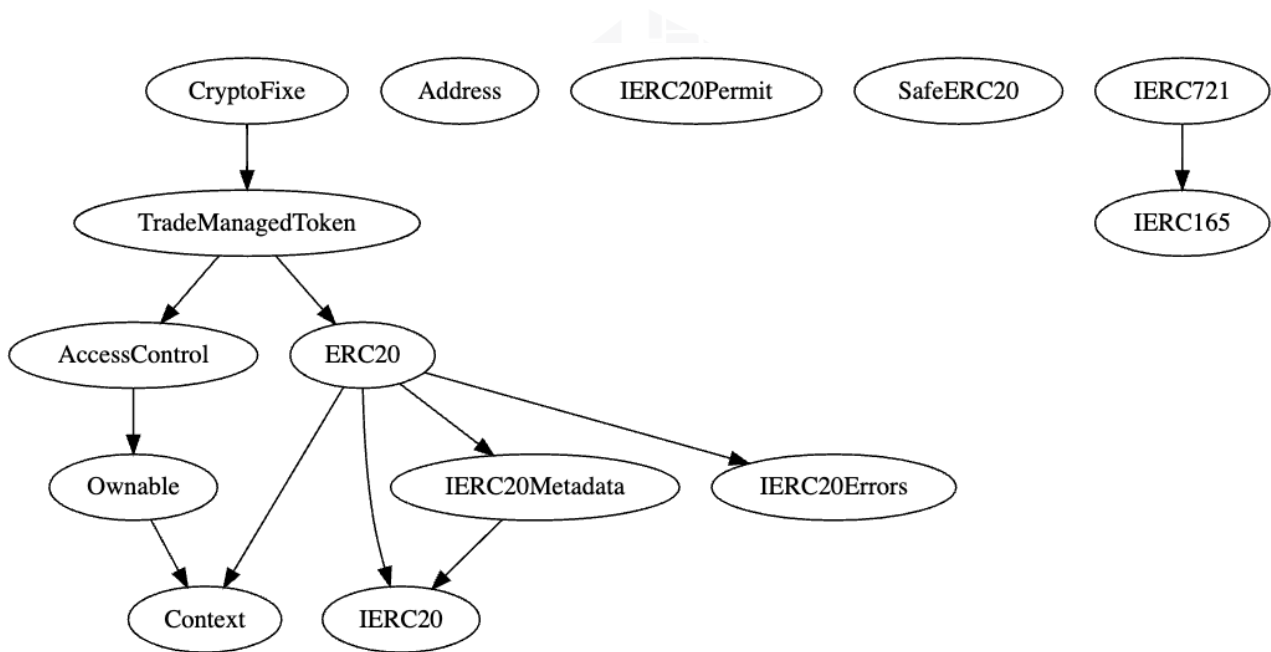 CryptoFixe
Address
IERC20Permit
SafeERC20
IERC721
TradeManagedToken
IERC165
AccessControl
ERC20
Ownable
IERC20Metadata
IERC20Errors
Context
IERC20